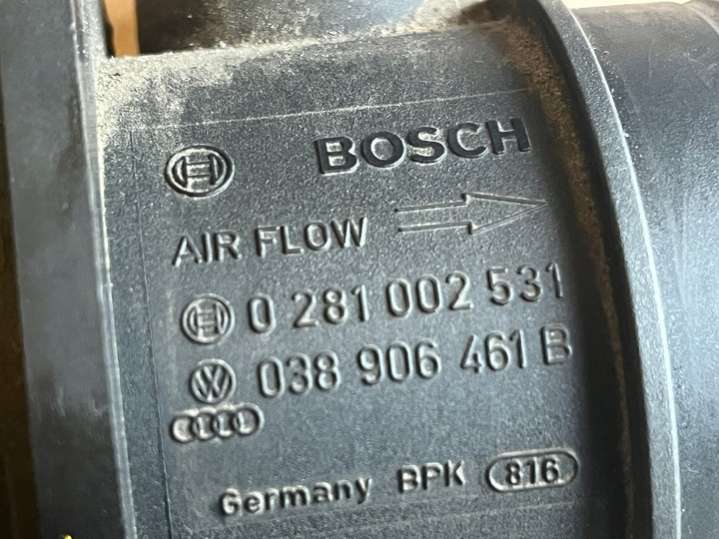 BOSCH
AIR FLOW
0 281 002 531
038 906 461 B
Germany BPK 816